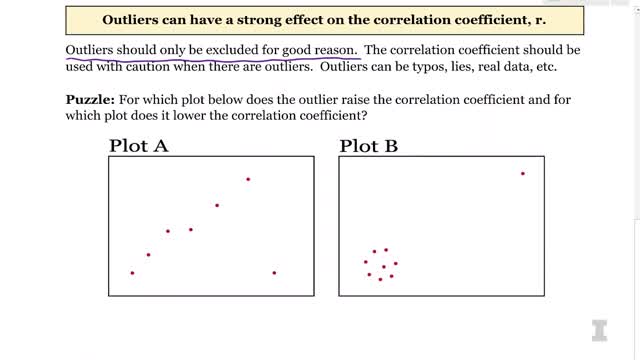 Outliers can have a strong effect on the correlation coefficient, r.
Outliers should only be excluded for good reason. The correlation coefficient should be
used with caution when there are outliers. Outliers can be typos, lies, real data, etc.
Puzzle: For which plot below does the outlier raise the correlation coefficient and for
which plot does it lower the correlation coefficient?
Plot A
Plot B
I